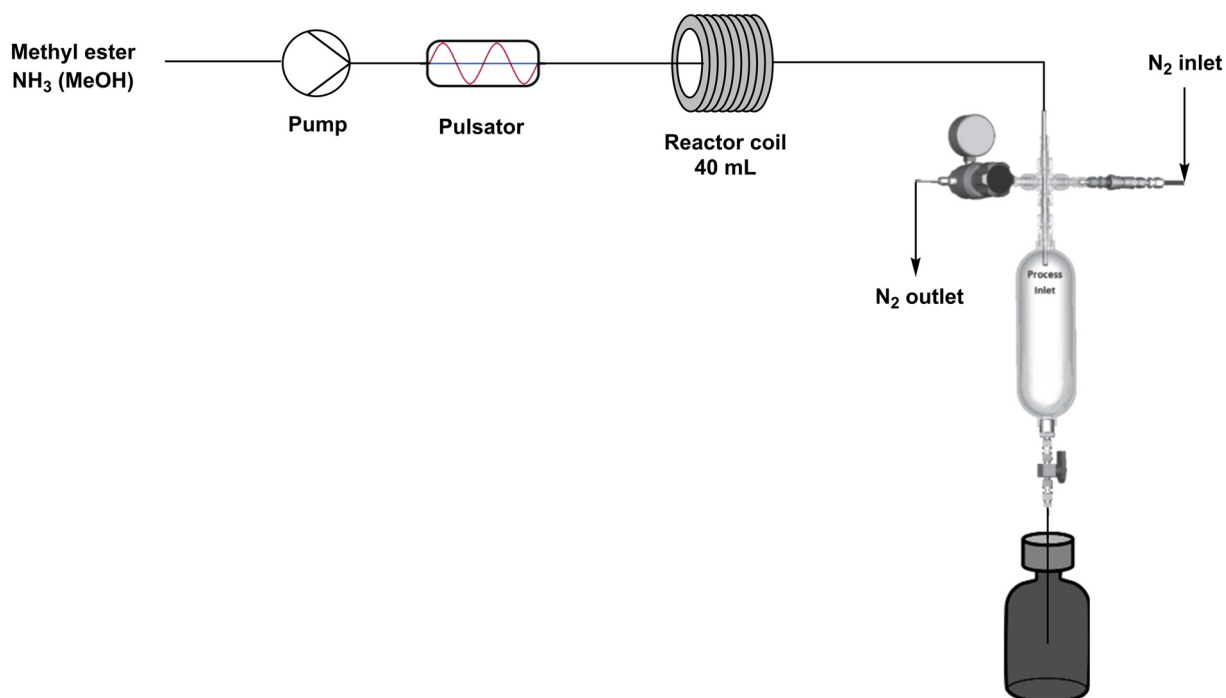 Methyl ester
NH₃ (MeOH)
Pump
Pulsator
Reactor coil
40 mL
N₂ inlet
N₂ outlet
Process
Inlet